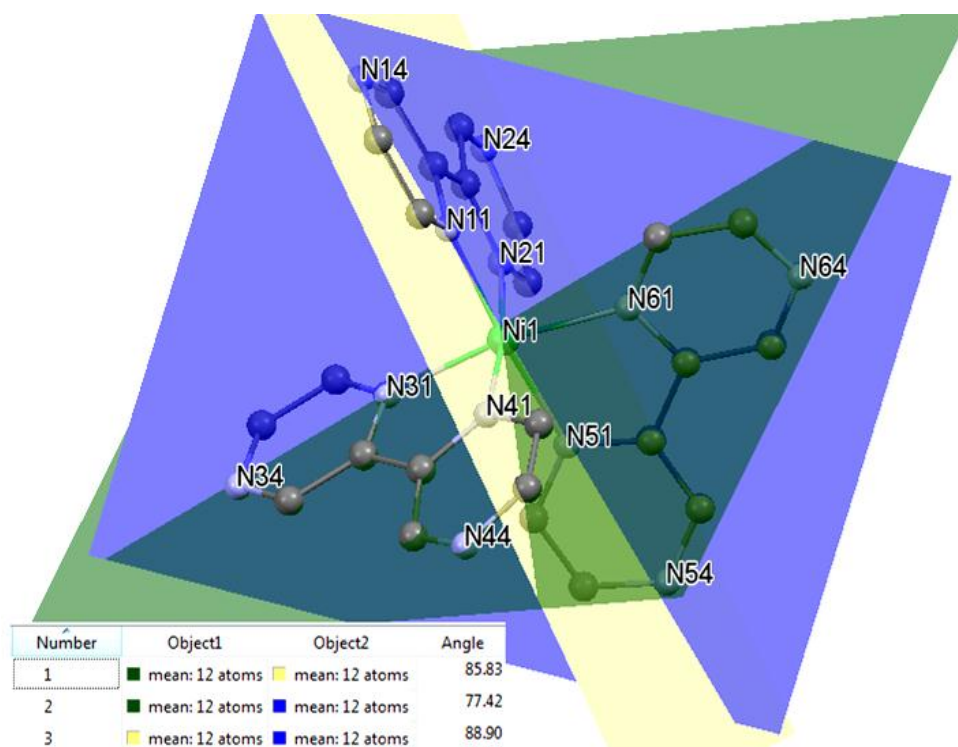 N14
N24
N11
N21
N61
N64
Ni1
N31
N41
N51
N34
N44
N54
Number Object1 Object2 Angle
1 mean: 12 atoms mean: 12 atoms 85.83
2 mean: 12 atoms mean: 12 atoms 77.42
3 mean: 12 atoms mean: 12 atoms 88.90